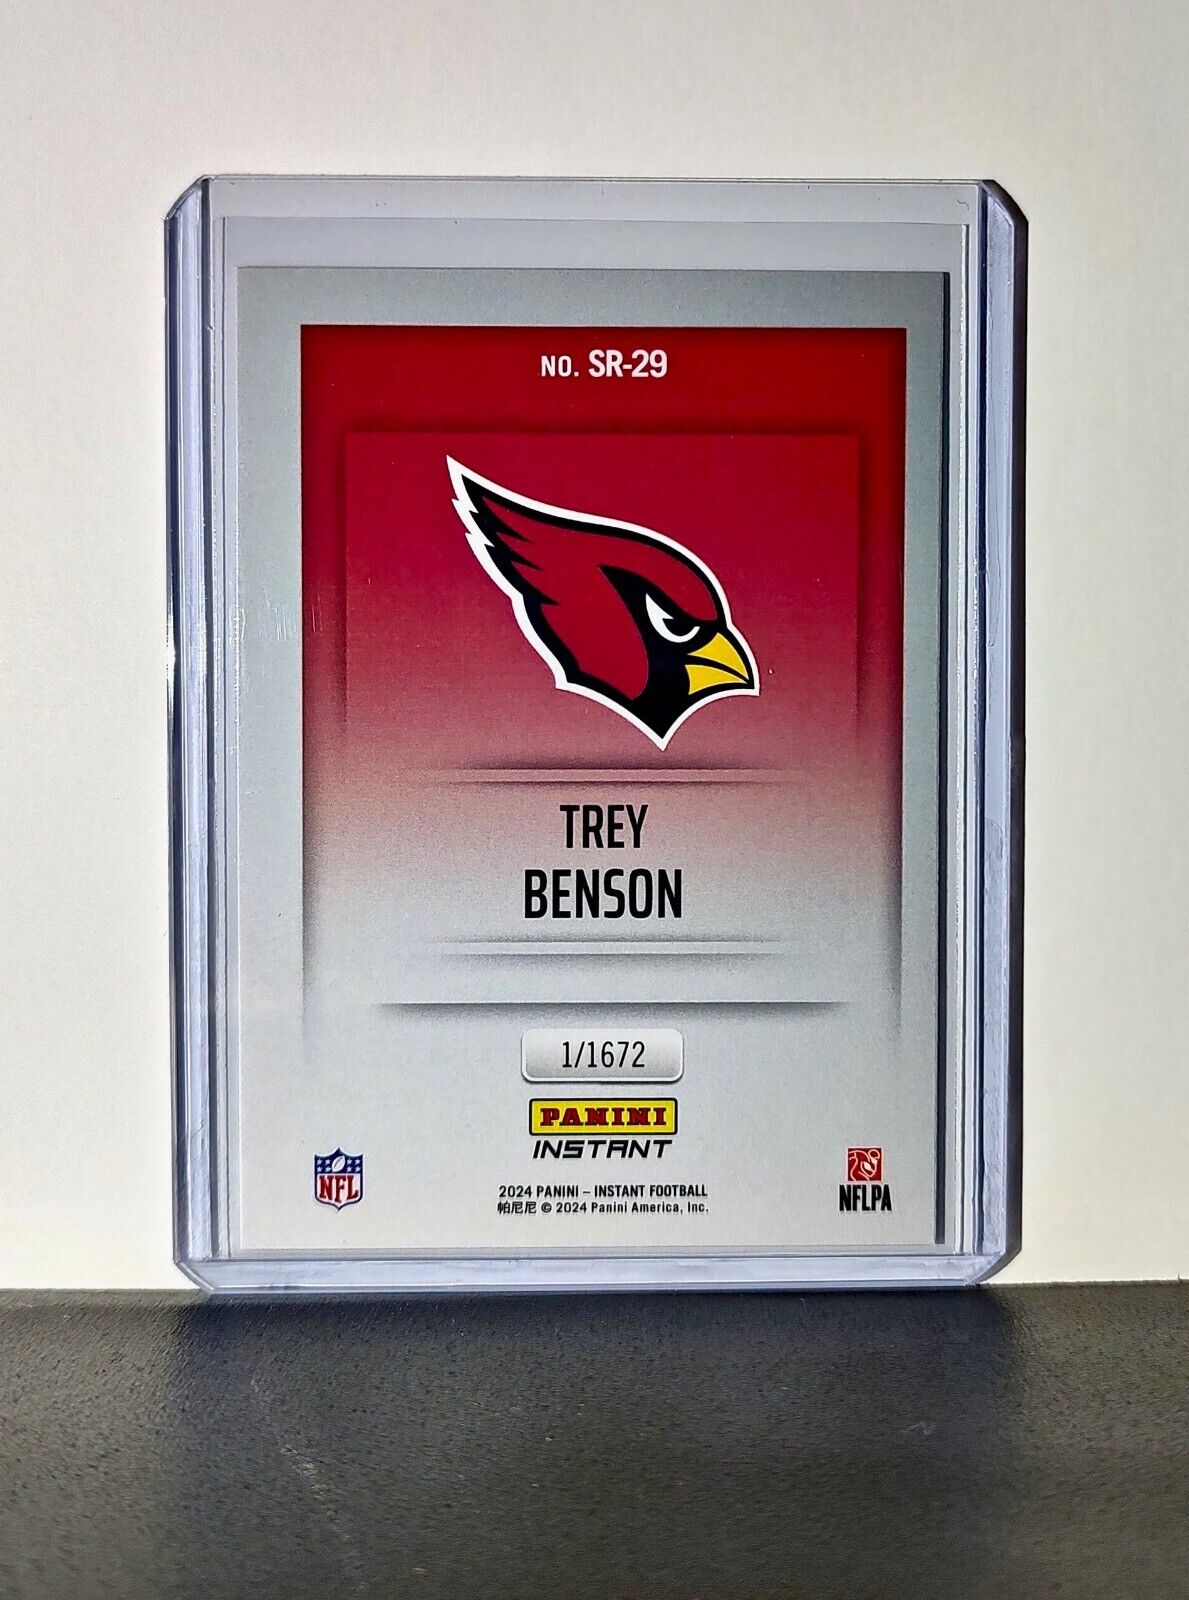 NO. SR-29
TREY
BENSON
1/1672
PANINI
INSTANT
NFL
2024 PANINI – INSTANT FOOTBALL
帕尼尼 © 2024 Panini America, Inc.
NFLPA